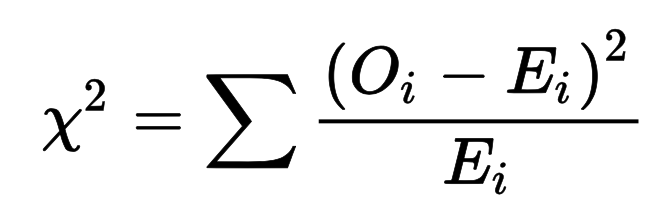 χ² = ∑ (Oᵢ − Eᵢ)² / Eᵢ